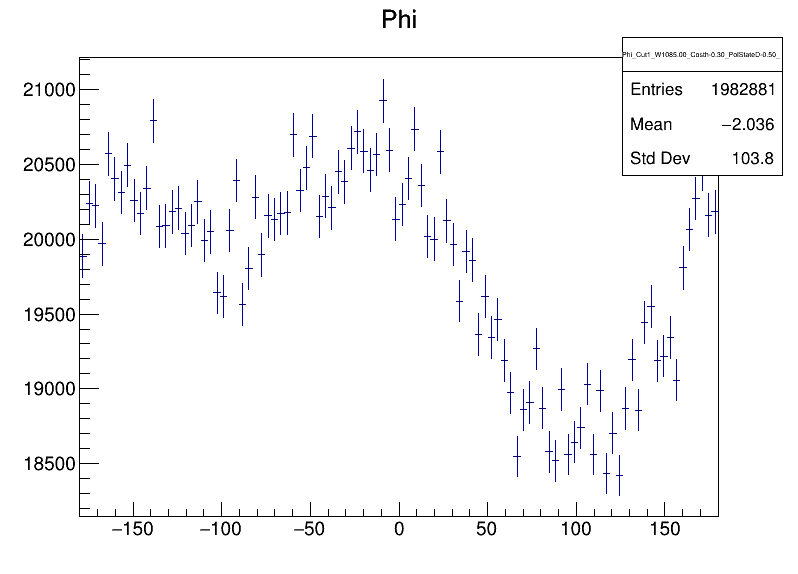 Phi
Phi_Cut1_W1085.00_Costh-0.30_PolStateD-0.50_
Entries 1982881
Mean −2.036
Std Dev 103.8
21000
20500
20000
19500
19000
18500
−150 −100 −50 0 50 100 150